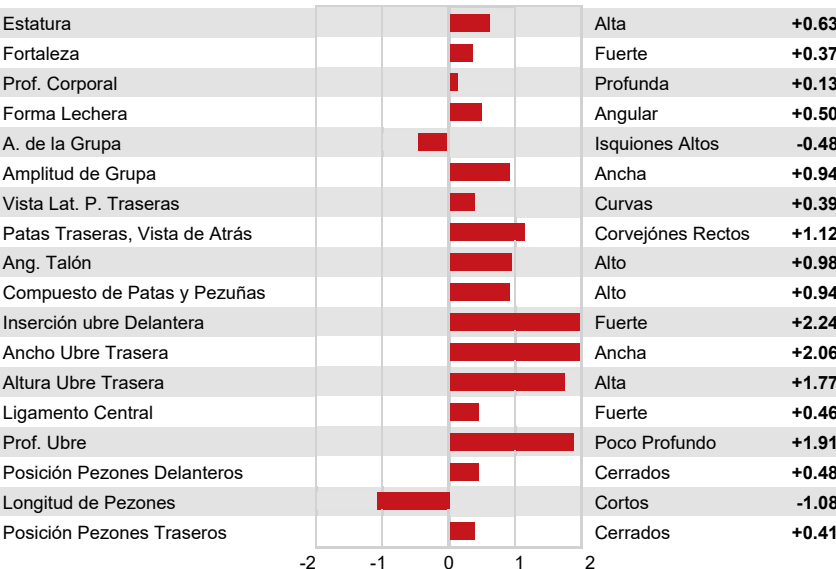 Estatura Alta +0.63
Fortaleza Fuerte +0.37
Prof. Corporal Profunda +0.13
Forma Lechera Angular +0.50
A. de la Grupa Isquiones Altos -0.48
Amplitud de Grupa Ancha +0.94
Vista Lat. P. Traseras Curvas +0.39
Patas Traseras, Vista de Atrás Corvejónes Rectos +1.12
Ang. Talón Alto +0.98
Compuesto de Patas y Pezuñas Alto +0.94
Inserción ubre Delantera Fuerte +2.24
Ancho Ubre Trasera Ancha +2.06
Altura Ubre Trasera Alta +1.77
Ligamento Central Fuerte +0.46
Prof. Ubre Poco Profundo +1.91
Posición Pezones Delanteros Cerrados +0.48
Longitud de Pezones Cortos -1.08
Posición Pezones Traseros Cerrados +0.41
-2 -1 0 1 2